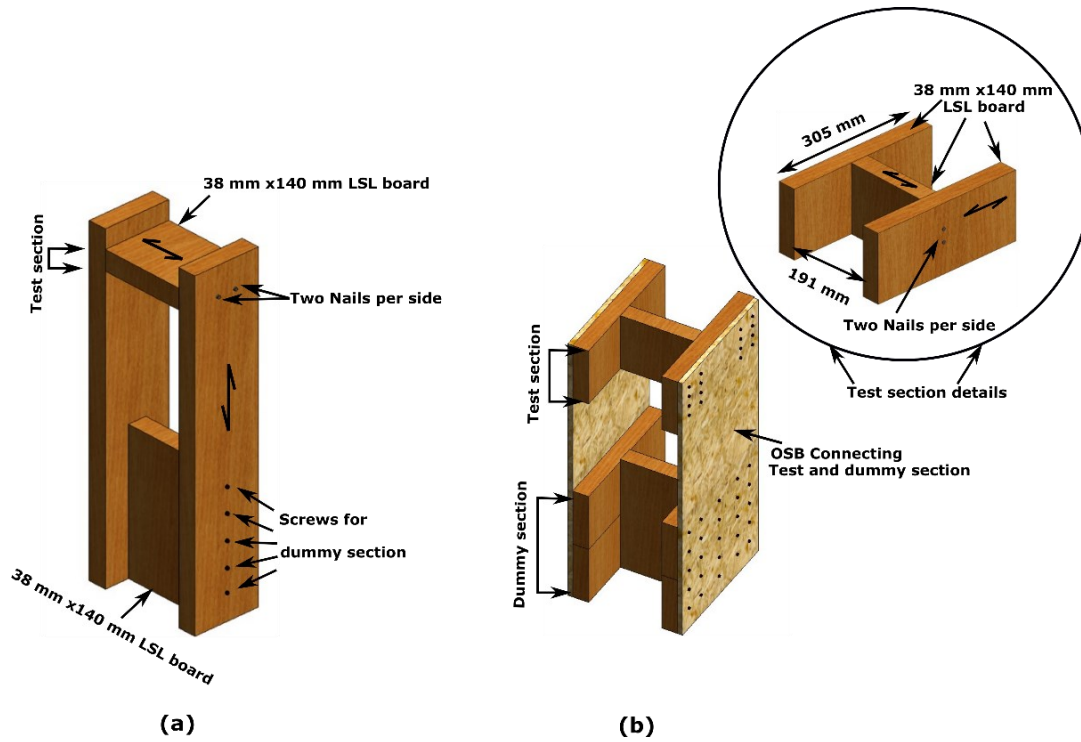 38 mm x140 mm LSL board
Test section
Two Nails per side
Screws for
dummy section
38 mm x140 mm LSL board
(a)
38 mm x140 mm
LSL board
305 mm
191 mm
Two Nails per side
Test section details
Test section
OSB Connecting
Test and dummy section
Dummy section
(b)